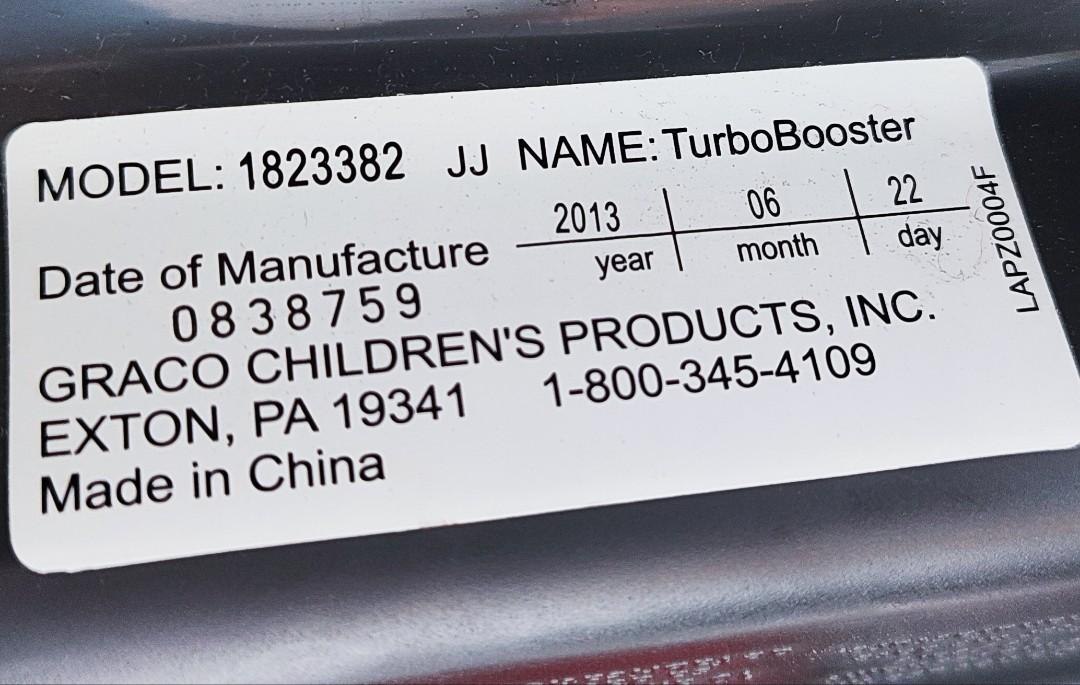 MODEL: 1823382 JJ NAME: TurboBooster
2013 06 22
Date of Manufacture year month day
0838759
GRACO CHILDREN'S PRODUCTS, INC.
EXTON, PA 19341 1-800-345-4109
Made in China
LAPZ0004F